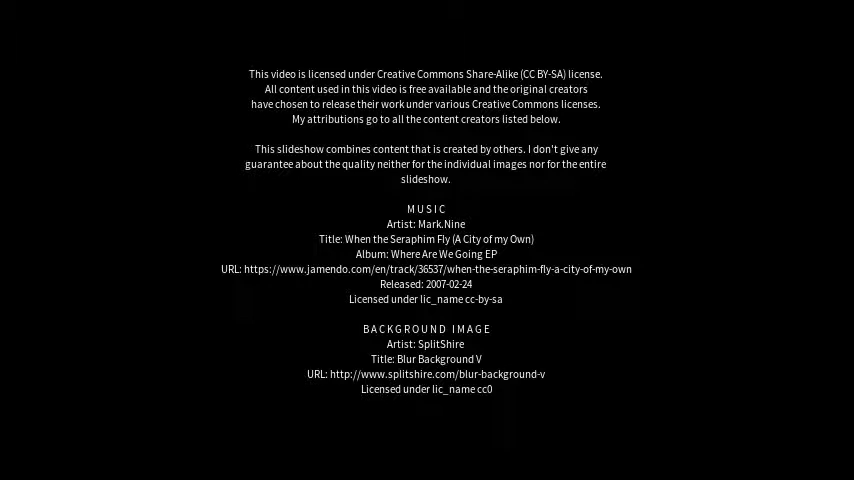 This video is licensed under Creative Commons Share-Alike (CC BY-SA) license.
All content used in this video is free available and the original creators
have chosen to release their work under various Creative Commons licenses.
My attributions go to all the content creators listed below.
This slideshow combines content that is created by others. I don't give any
guarantee about the quality neither for the individual images nor for the entire
slideshow.
MUSIC
Artist: Mark.Nine
Title: When the Seraphim Fly (A City of my Own)
Album: Where Are We Going EP
URL: https://www.jamendo.com/en/track/36537/when-the-seraphim-fly-a-city-of-my-own
Released: 2007-02-24
Licensed under lic_name cc-by-sa
BACKGROUND IMAGE
Artist: SplitShire
Title: Blur Background V
URL: http://www.splitshire.com/blur-background-v
Licensed under lic_name cc0